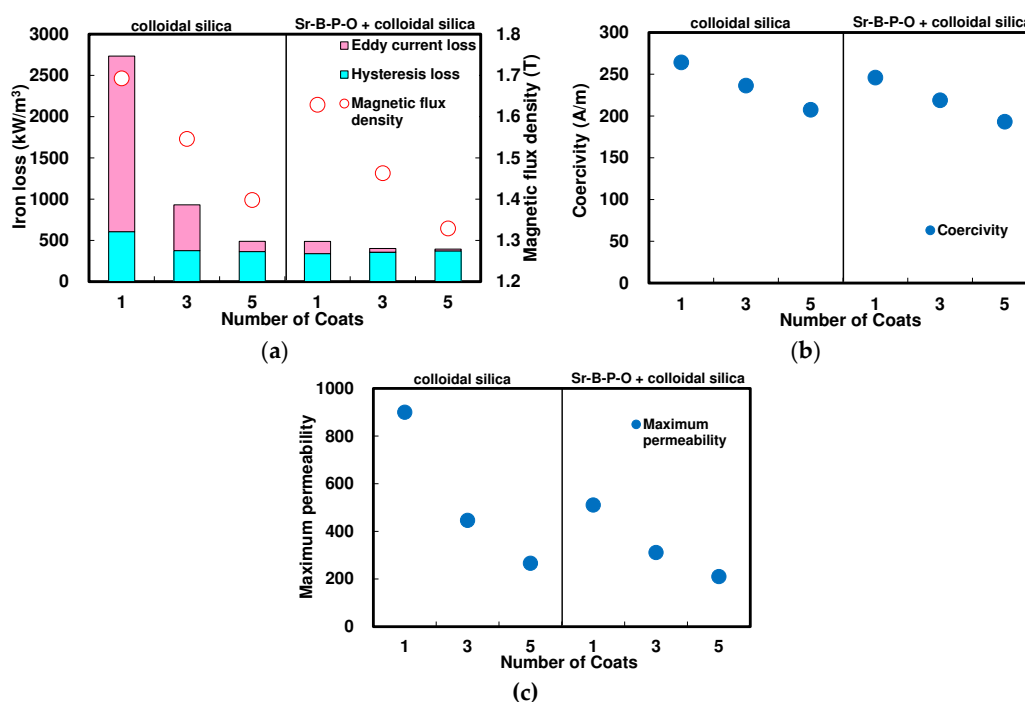 colloidal silica
Sr-B-P-O + colloidal silica
3000
2500
2000
1500
1000
500
0
Iron loss (kW/m³)
Eddy current loss
Hysteresis loss
Magnetic flux
density
1.8
1.7
1.6
1.5
1.4
1.3
1.2
Magnetic flux density (T)
1 3 5 1 3 5
Number of Coats
(a)
colloidal silica
Sr-B-P-O + colloidal silica
300
250
200
150
100
50
0
Coercivity (A/m)
Coercivity
1 3 5 1 3 5
Number of Coats
(b)
colloidal silica
Sr-B-P-O + colloidal silica
1000
800
600
400
200
0
Maximum permeability
Maximum
permeability
1 3 5 1 3 5
Number of Coats
(c)